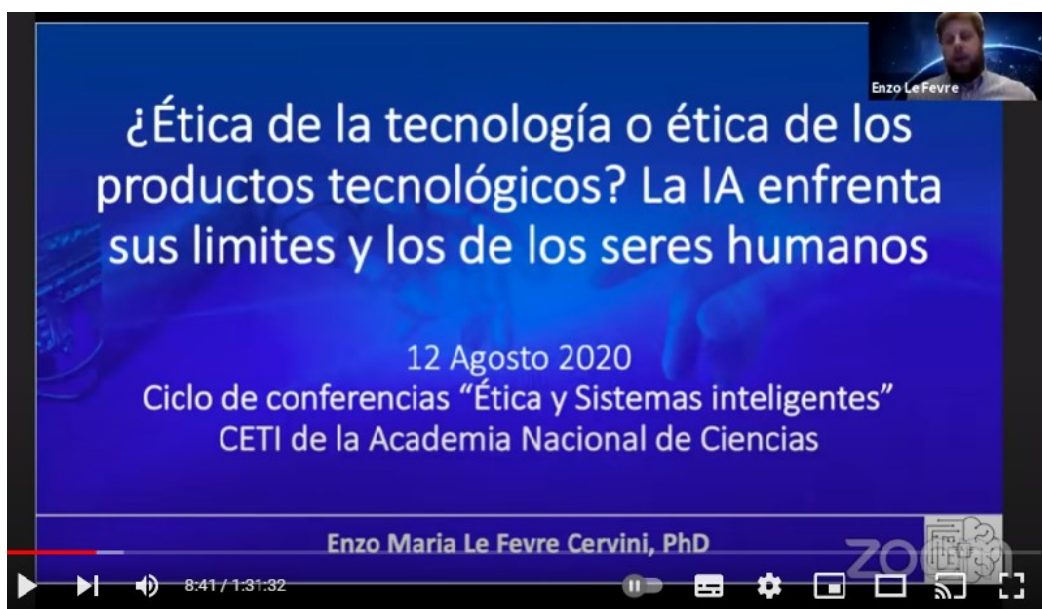 Enzo LeFevre
¿Ética de la tecnología o ética de los
productos tecnológicos? La IA enfrenta
sus limites y los de los seres humanos
12 Agosto 2020
Ciclo de conferencias “Ética y Sistemas inteligentes”
CETI de la Academia Nacional de Ciencias
Enzo Maria Le Fevre Cervini, PhD
zoom
8:41 / 1:31:32